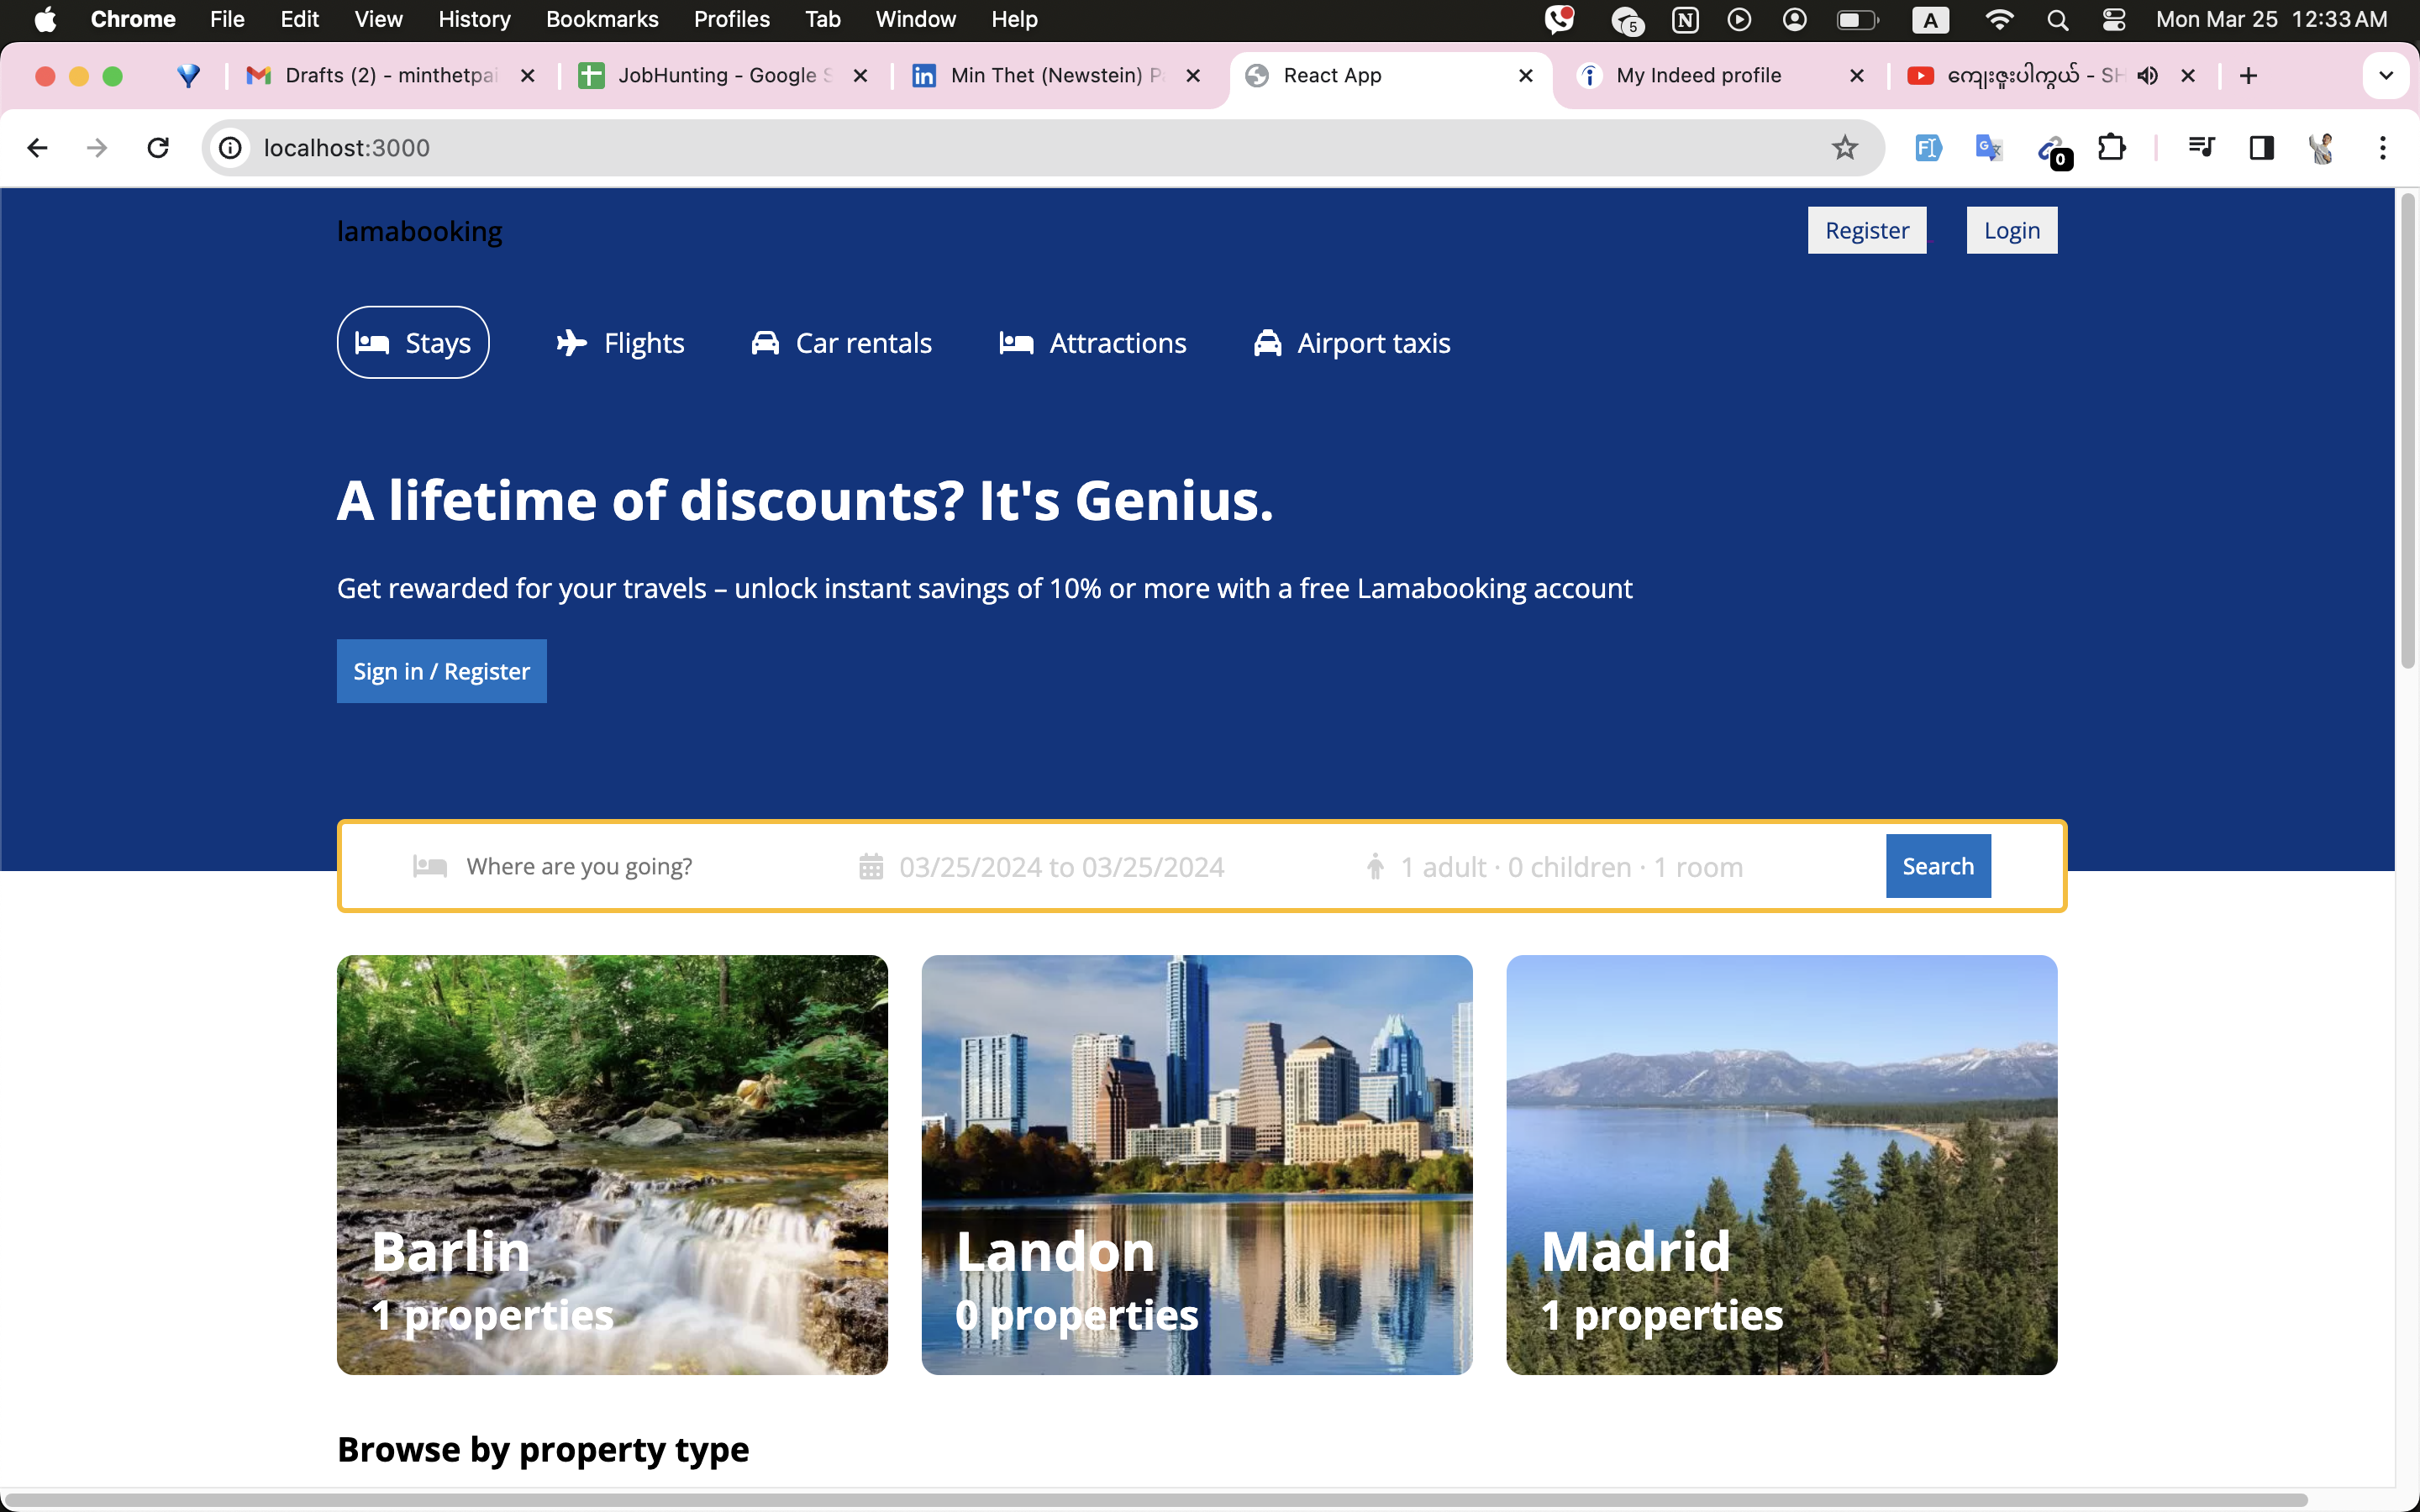 Chrome File Edit View History Bookmarks Profiles Tab Window Help 5 N A Mon Mar 25 12:33 AM
Drafts (2) - minthetpai JobHunting - Google S Min Thet (Newstein) Pa React App My Indeed profile ကျေးဇူးပါကွယ် - SH
localhost:3000 0
lamabooking Register Login
Stays Flights Car rentals Attractions Airport taxis
A lifetime of discounts? It's Genius.
Get rewarded for your travels – unlock instant savings of 10% or more with a free Lamabooking account
Sign in / Register
Where are you going? 03/25/2024 to 03/25/2024 1 adult · 0 children · 1 room Search
Barlin Landon Madrid
1 properties 0 properties 1 properties
Browse by property type